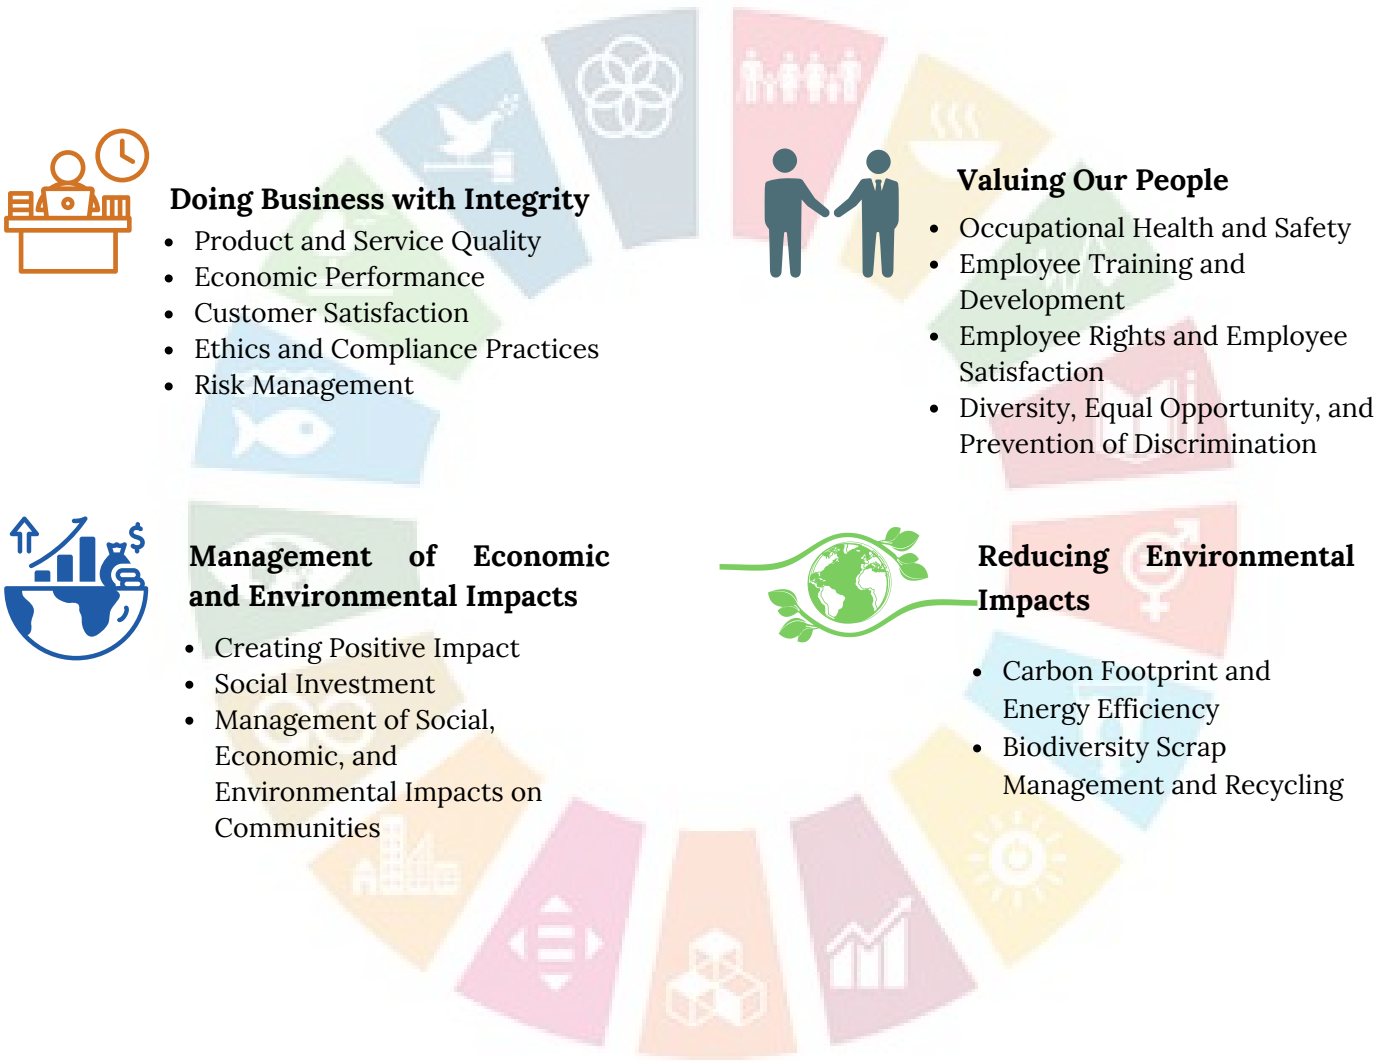 Doing Business with Integrity
• Product and Service Quality
• Economic Performance
• Customer Satisfaction
• Ethics and Compliance Practices
• Risk Management
Valuing Our People
• Occupational Health and Safety
• Employee Training and
Development
• Employee Rights and Employee
Satisfaction
• Diversity, Equal Opportunity, and
Prevention of Discrimination
$
Management of Economic
and Environmental Impacts
• Creating Positive Impact
• Social Investment
• Management of Social,
Economic, and
Environmental Impacts on
Communities
Reducing Environmental
Impacts
• Carbon Footprint and
Energy Efficiency
• Biodiversity Scrap
Management and Recycling